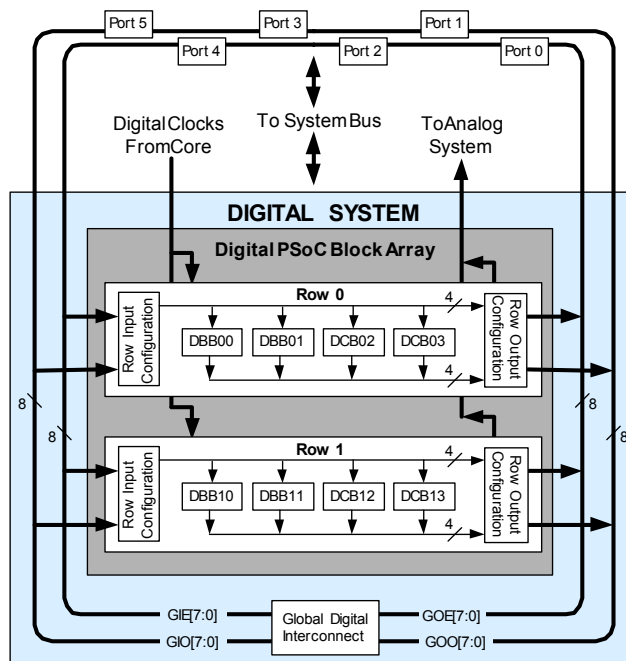 Port 5
Port 3
Port 1
Port 4
Port 2
Port 0
Digital Clocks
From Core
To System Bus
To Analog
System
DIGITAL SYSTEM
Digital PSoC Block Array
Row 0
4
Row Input
Configuration
DBB00
DBB01
DCB02
DCB03
Row Output
Configuration
4
8
8
8
8
Row 1
4
Row Input
Configuration
DBB10
DBB11
DCB12
DCB13
Row Output
Configuration
4
GIE[7:0]
GIO[7:0]
Global Digital
Interconnect
GOE[7:0]
GOO[7:0]